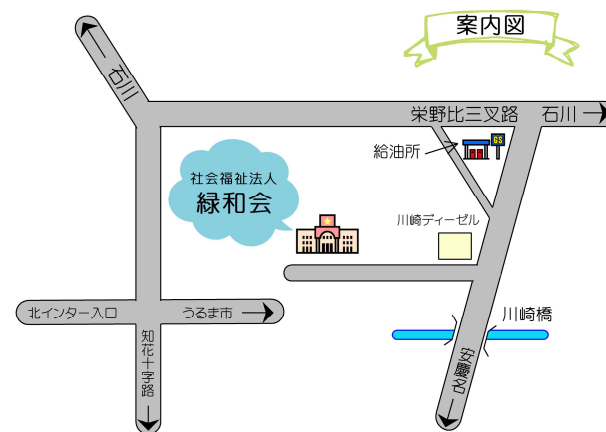 案内図
石川
栄野比三叉路
石川
GS
給油所
社会福祉法人
緑和会
川崎ディーゼル
北インター入口
うるま市
川崎橋
知花十字路
安慶名